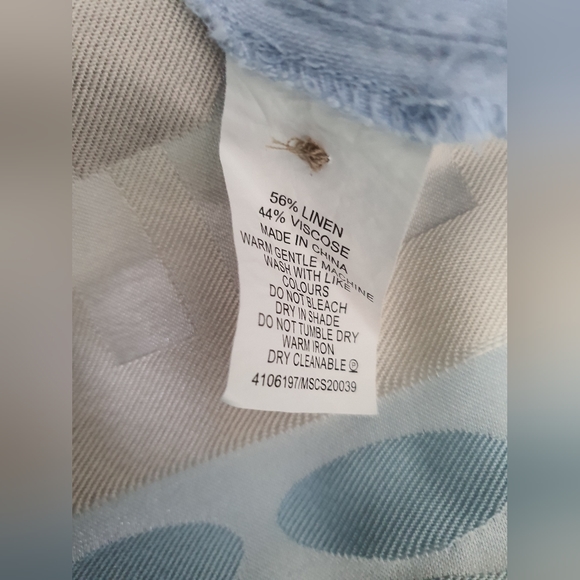 56% LINEN
44% VISCOSE
MADE IN CHINA
WARM GENTLE MACHINE
WASH WITH LIKE
COLOURS
DO NOT BLEACH
DRY IN SHADE
DO NOT TUMBLE DRY
WARM IRON
DRY CLEANABLE Ⓟ
4106197/MSCS20039